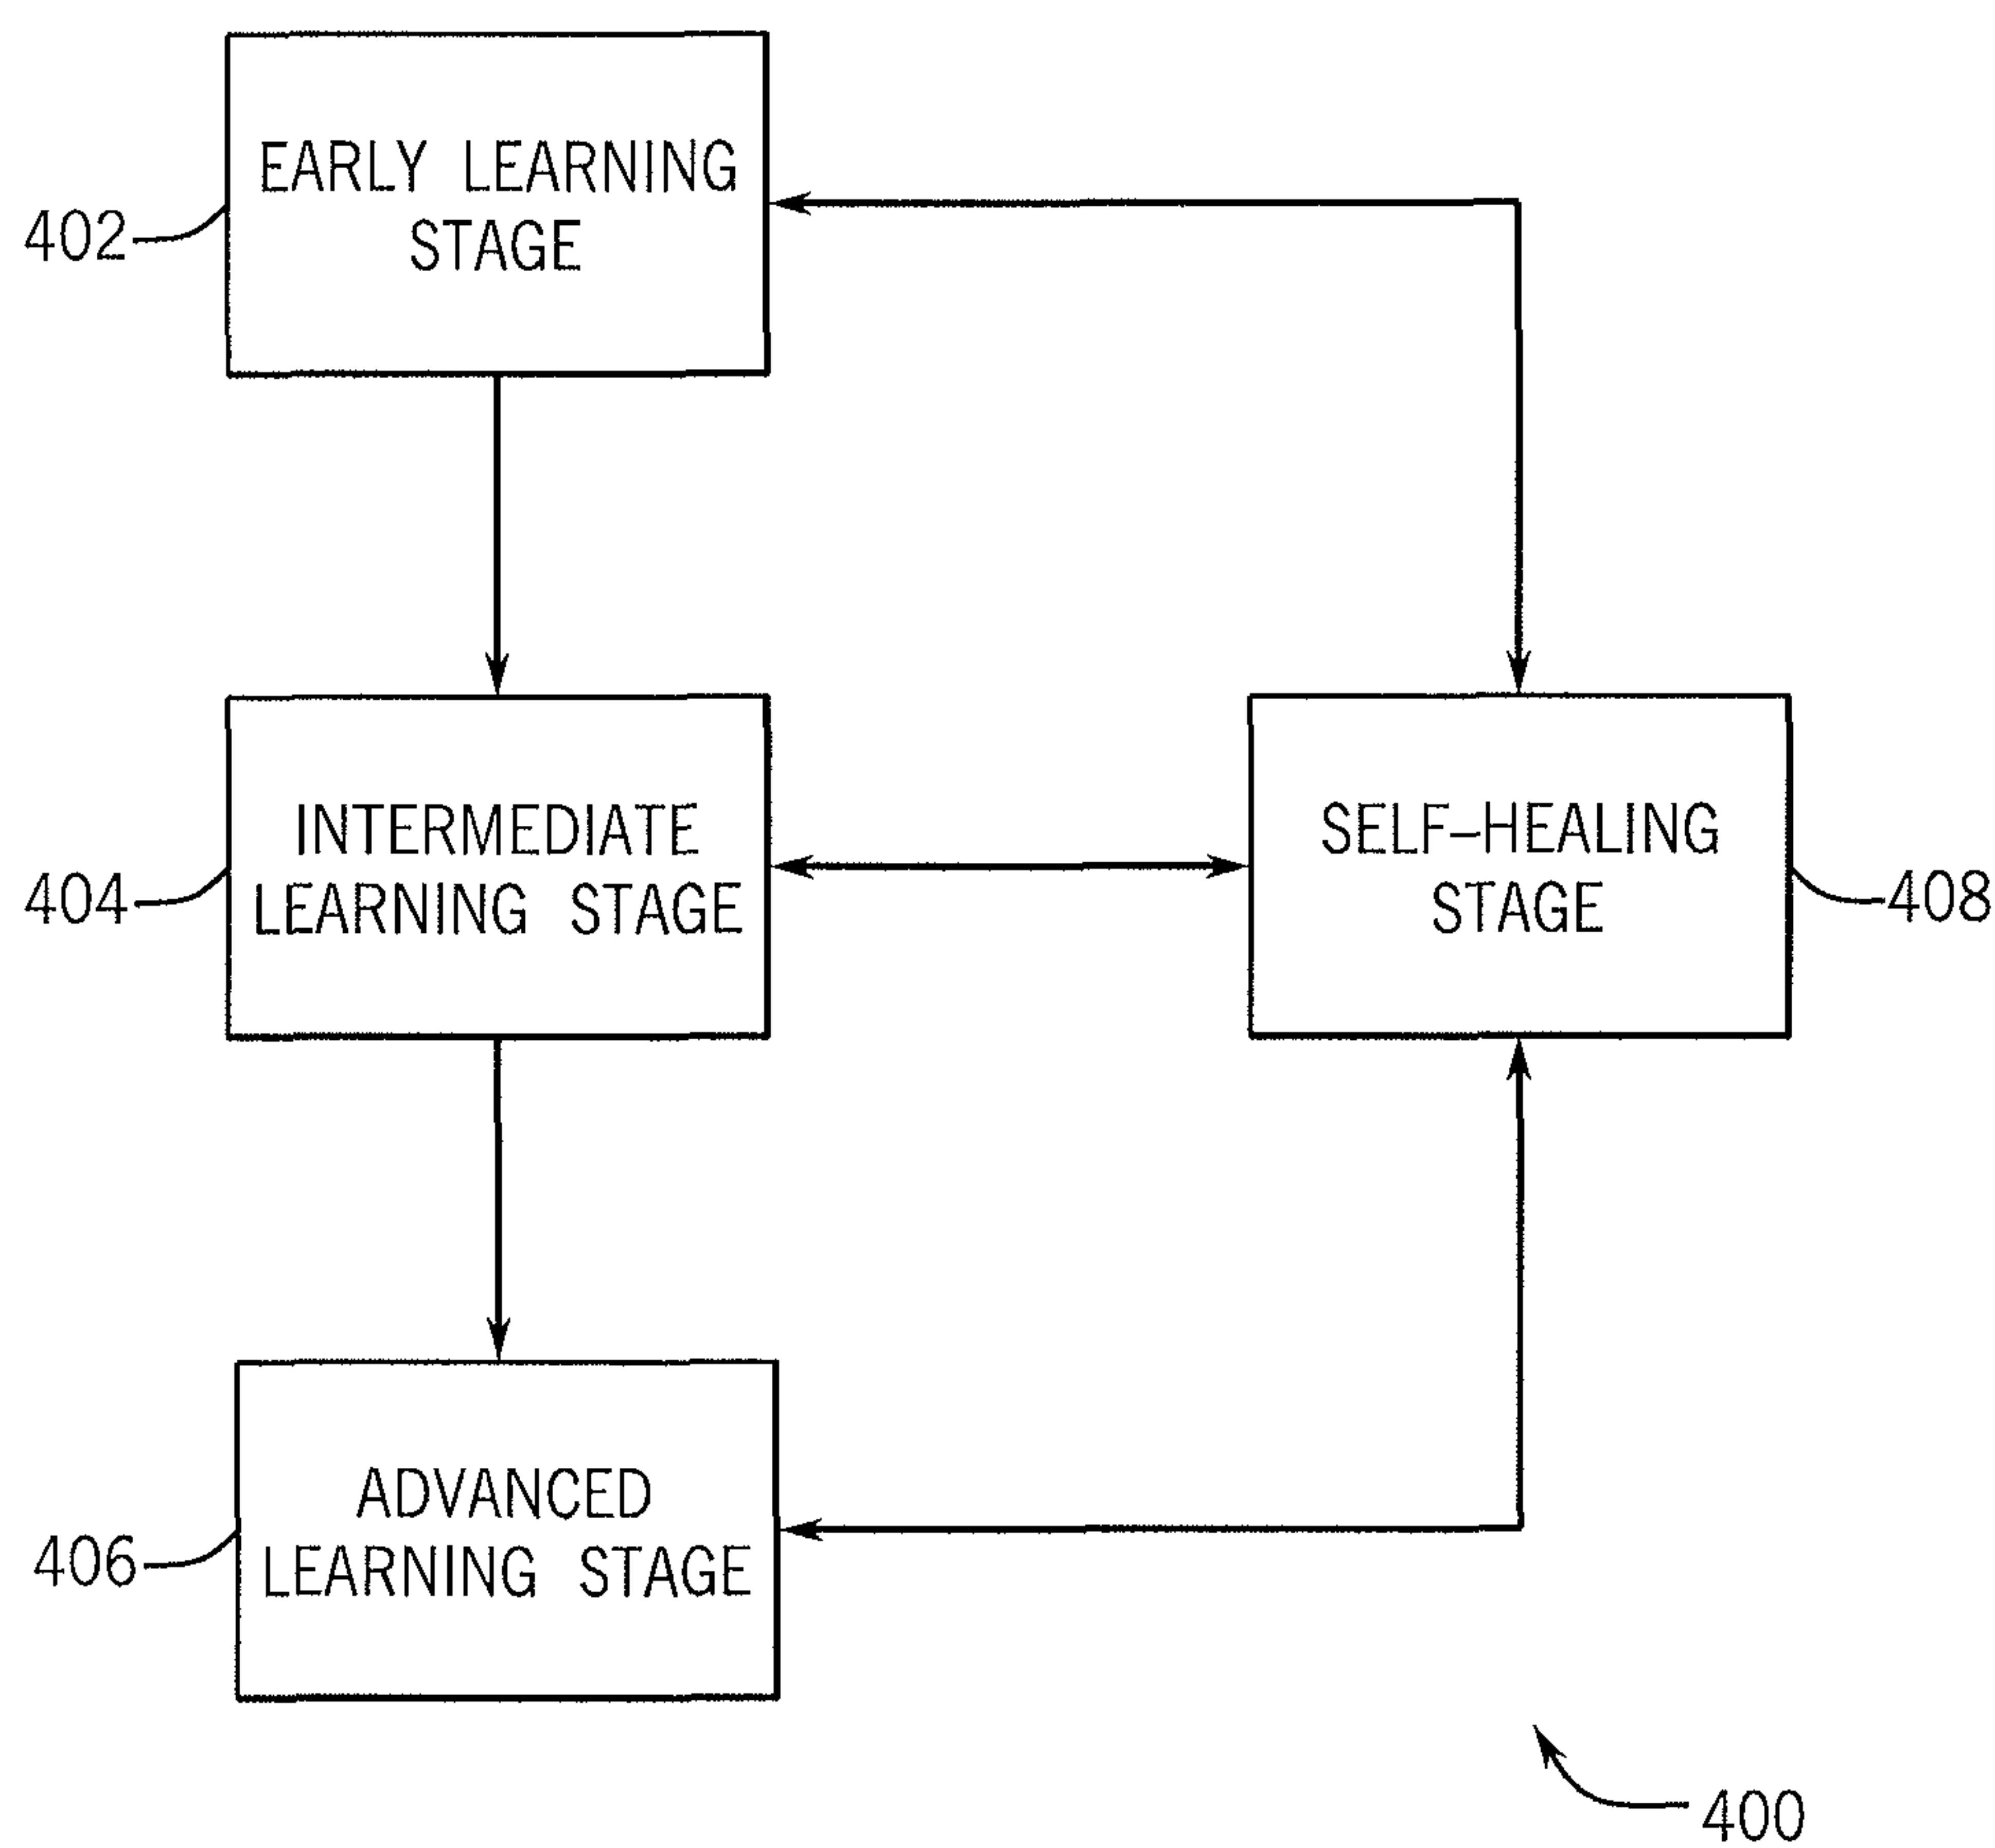 EARLY LEARNING
STAGE
402
INTERMEDIATE
LEARNING STAGE
404
SELF-HEALING
STAGE
408
ADVANCED
LEARNING STAGE
406
400